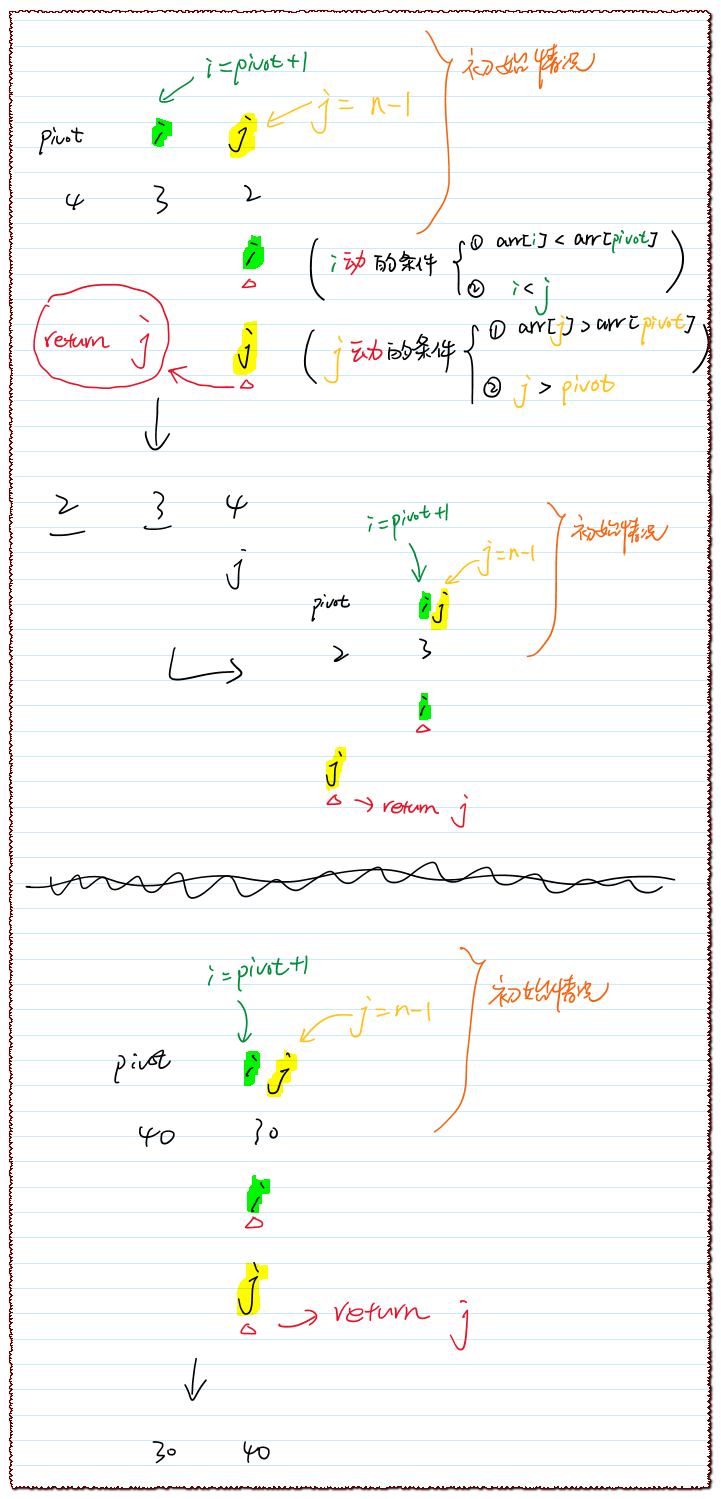 i=pivot+1
初始情况
j = n-1
pivot i j
4 3 2
i (i动的条件 { ① arr[i] < arr[pivot]
② i<j )
return j
j (j动的条件 { ① arr[j] > arr[pivot]
② j > pivot )
2 3 4
j
i=pivot+1
初始情况
j=n-1
pivot i j
2 3
i
j
→ return j
i=pivot+1
初始情况
j=n-1
pivot i j
40 30
i
j
→ return j
30 40